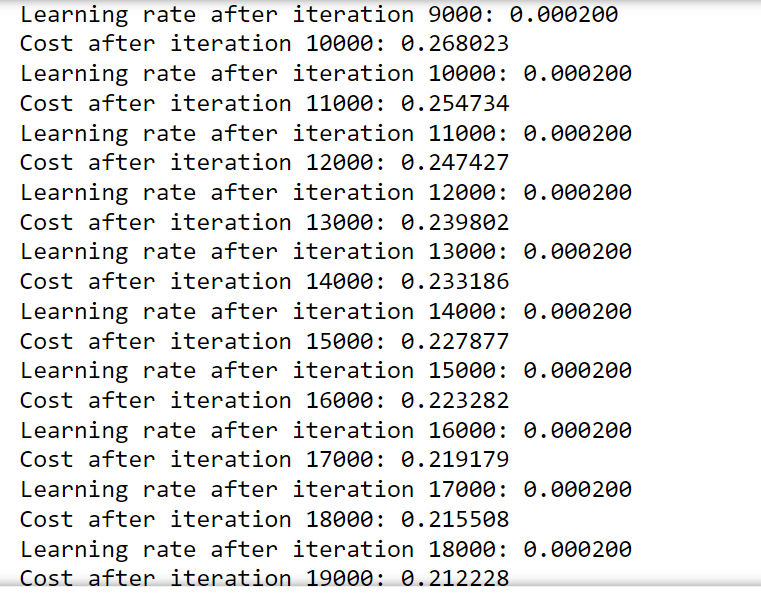 Learning rate after iteration 9000: 0.000200
Cost after iteration 10000: 0.268023
Learning rate after iteration 10000: 0.000200
Cost after iteration 11000: 0.254734
Learning rate after iteration 11000: 0.000200
Cost after iteration 12000: 0.247427
Learning rate after iteration 12000: 0.000200
Cost after iteration 13000: 0.239802
Learning rate after iteration 13000: 0.000200
Cost after iteration 14000: 0.233186
Learning rate after iteration 14000: 0.000200
Cost after iteration 15000: 0.227877
Learning rate after iteration 15000: 0.000200
Cost after iteration 16000: 0.223282
Learning rate after iteration 16000: 0.000200
Cost after iteration 17000: 0.219179
Learning rate after iteration 17000: 0.000200
Cost after iteration 18000: 0.215508
Learning rate after iteration 18000: 0.000200
Cost after iteration 19000: 0.212228